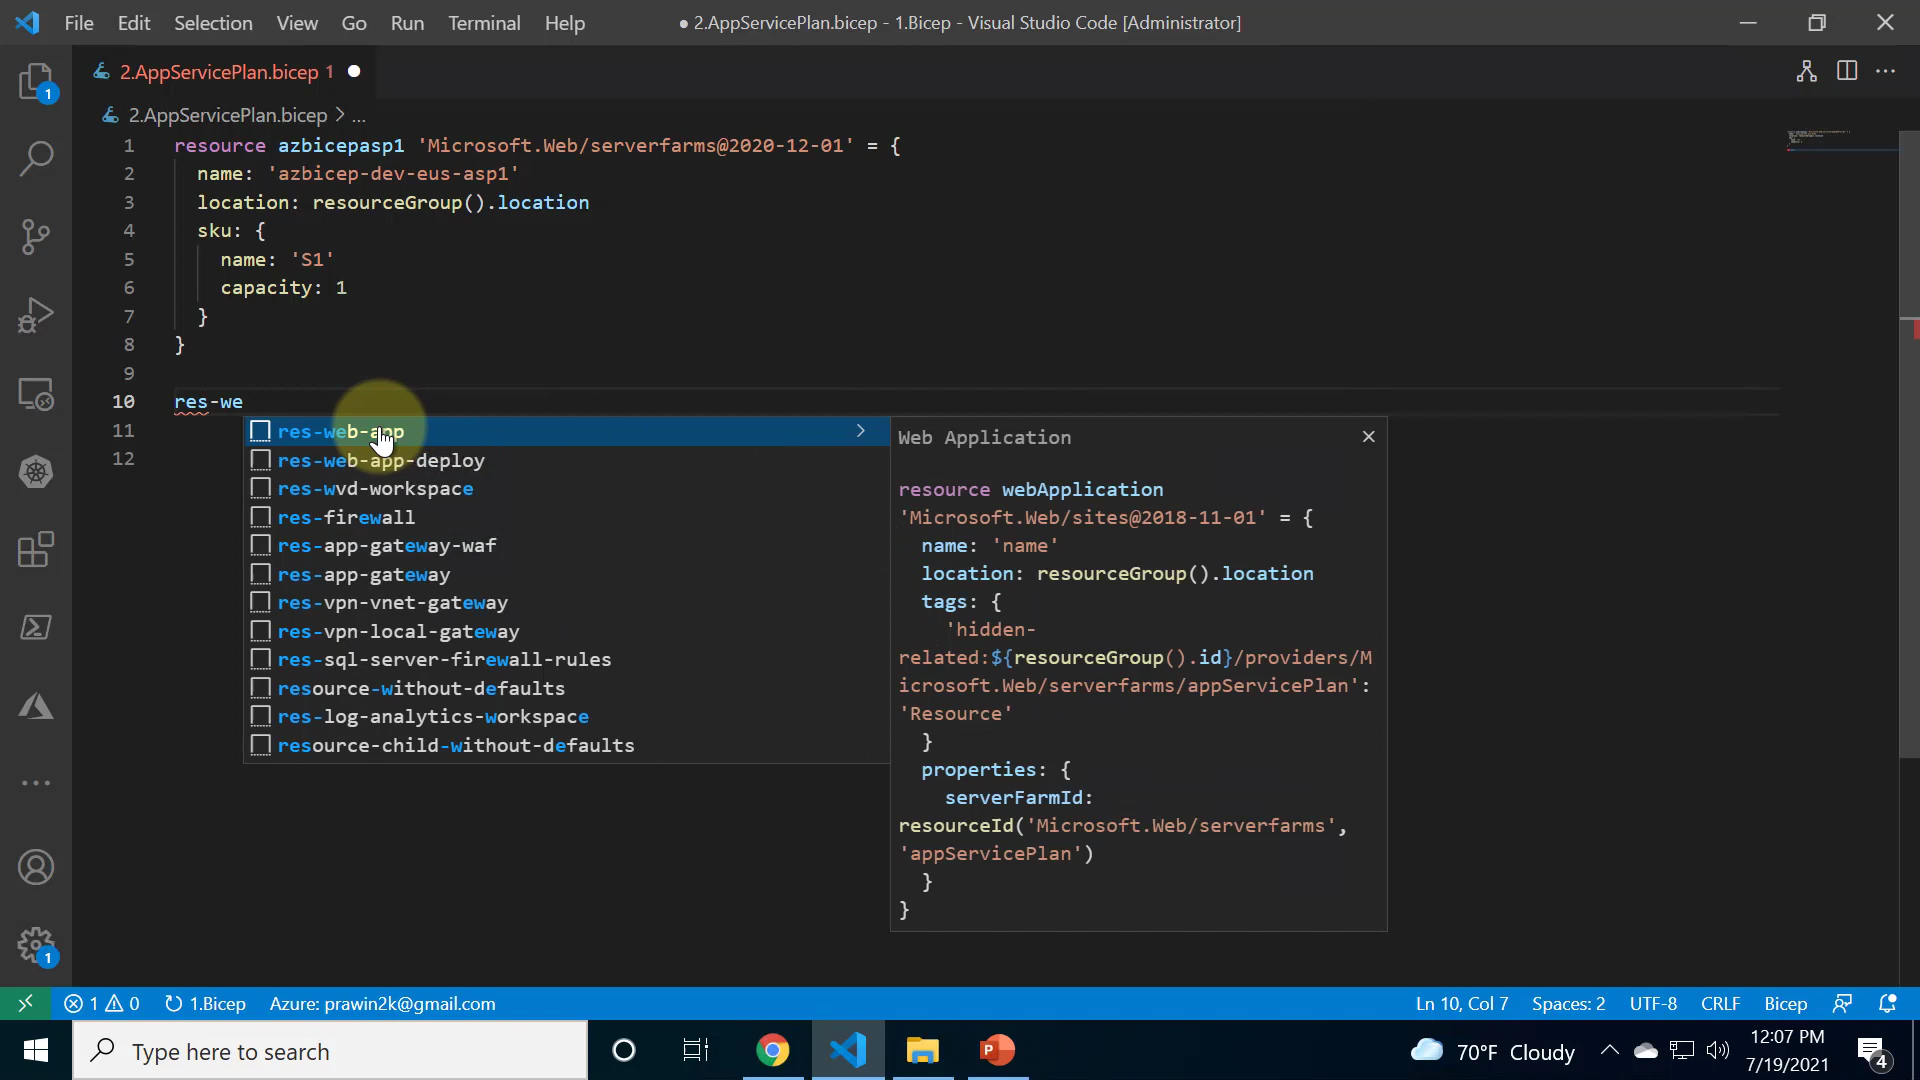 File Edit Selection View Go Run Terminal Help ● 2.AppServicePlan.bicep - 1.Bicep - Visual Studio Code [Administrator]
2.AppServicePlan.bicep 1 ●
2.AppServicePlan.bicep > ...
1 resource azbicepasp1 'Microsoft.Web/serverfarms@2020-12-01' = {
2 name: 'azbicep-dev-eus-asp1'
3 location: resourceGroup().location
4 sku: {
5 name: 'S1'
6 capacity: 1
7 }
8 }
9
10 res-we
11
12
res-web-app
res-web-app-deploy
res-wvd-workspace
res-firewall
res-app-gateway-waf
res-app-gateway
res-vpn-vnet-gateway
res-vpn-local-gateway
res-sql-server-firewall-rules
resource-without-defaults
res-log-analytics-workspace
resource-child-without-defaults
Web Application
resource webApplication
'Microsoft.Web/sites@2018-11-01' = {
name: 'name'
location: resourceGroup().location
tags: {
'hidden-
related:${resourceGroup().id}/providers/M
icrosoft.Web/serverfarms/appServicePlan':
'Resource'
}
properties: {
serverFarmId:
resourceId('Microsoft.Web/serverfarms',
'appServicePlan')
}
}
1
1
1 0 1.Bicep Azure: prawin2k@gmail.com Ln 10, Col 7 Spaces: 2 UTF-8 CRLF Bicep
Type here to search P 70°F Cloudy 12:07 PM
7/19/2021
4